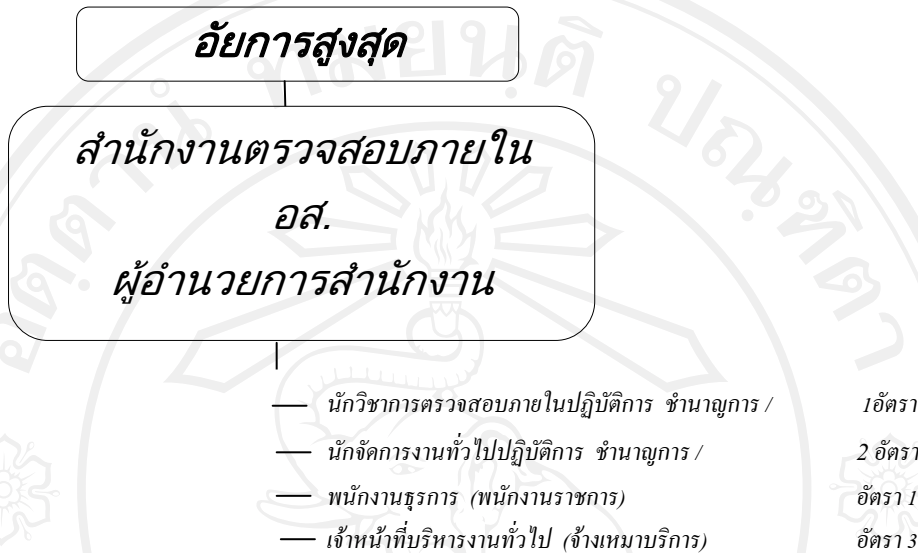 อัยการสูงสุด
สำนักงานตรวจสอบภายใน
อส.
ผู้อำนวยการสำนักงาน
นักวิชาการตรวจสอบภายในปฏิบัติการ ชำนาญการ / 1อัตรา
นักจัดการงานทั่วไปปฏิบัติการ ชำนาญการ / 2 อัตรา
พนักงานธุรการ (พนักงานราชการ) อัตรา 1
เจ้าหน้าที่บริหารงานทั่วไป (จ้างเหมาบริการ) อัตรา 3